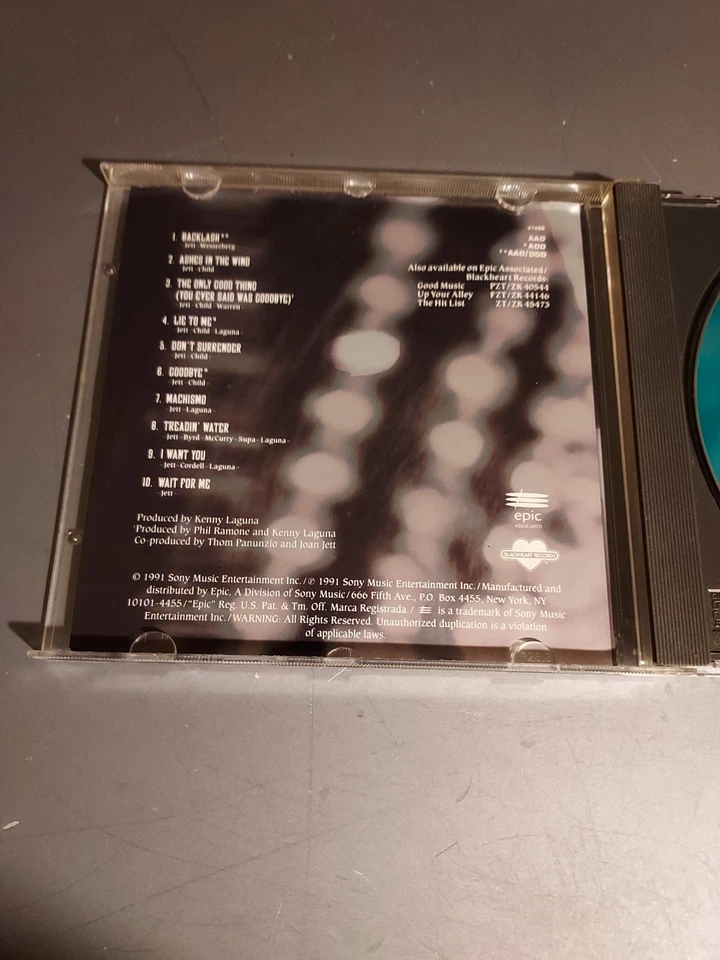 1. BACKLASH**
-Jett-Westerberg-
2. ASHES IN THE WIND
-Jett-Child-
3. THE ONLY GOOD THING
(YOU EVER SAID WAS GOODBYE)'
-Jett-Child-Warren-
4. LIE TO ME*
-Jett-Child-Laguna-
5. DON'T SURRENDER
-Jett-Child-
6. GOODBYE*
-Jett-Child-
7. MACHISMO
-Jett-Laguna-
8. TREADIN' WATER
-Jett-Byrd-McCurry-Supa-Laguna-
9. I WANT YOU
-Jett-Cordell-Laguna-
10. WAIT FOR ME
-Jett-
AAD
*ADD
**AAD/DDD
Also available on Epic Associated/
Blackheart Records:
Good Music PZT/ZK 40544
Up Your Alley PZT/ZK 44146
The Hit List ZT/ZK 45473
Produced by Kenny Laguna
'Produced by Phil Ramone and Kenny Laguna
Co-produced by Thom Panunzio and Joan Jett
epic
ASSOCIATED
BLACKHEART RECORDS
© 1991 Sony Music Entertainment Inc./℗ 1991 Sony Music Entertainment Inc./Manufactured and
distributed by Epic, A Division of Sony Music/666 Fifth Ave., P.O. Box 4455, New York, NY
10101-4455/"Epic" Reg. U.S. Pat. & Tm. Off. Marca Registrada./ is a trademark of Sony Music
Entertainment Inc./WARNING: All Rights Reserved. Unauthorized duplication is a violation
of applicable laws.